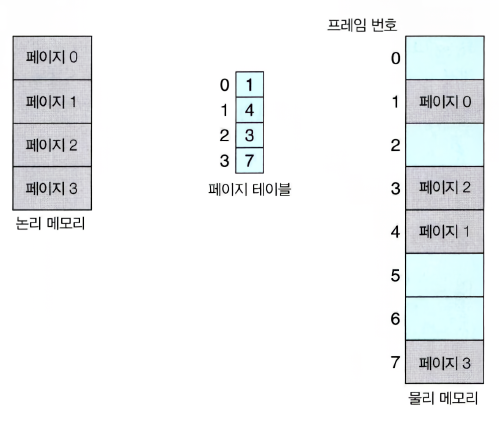 페이지 0
페이지 1
페이지 2
페이지 3
논리 메모리
0 1
1 4
2 3
3 7
페이지 테이블
프레임 번호
0
1 페이지 0
2
3 페이지 2
4 페이지 1
5
6
7 페이지 3
물리 메모리